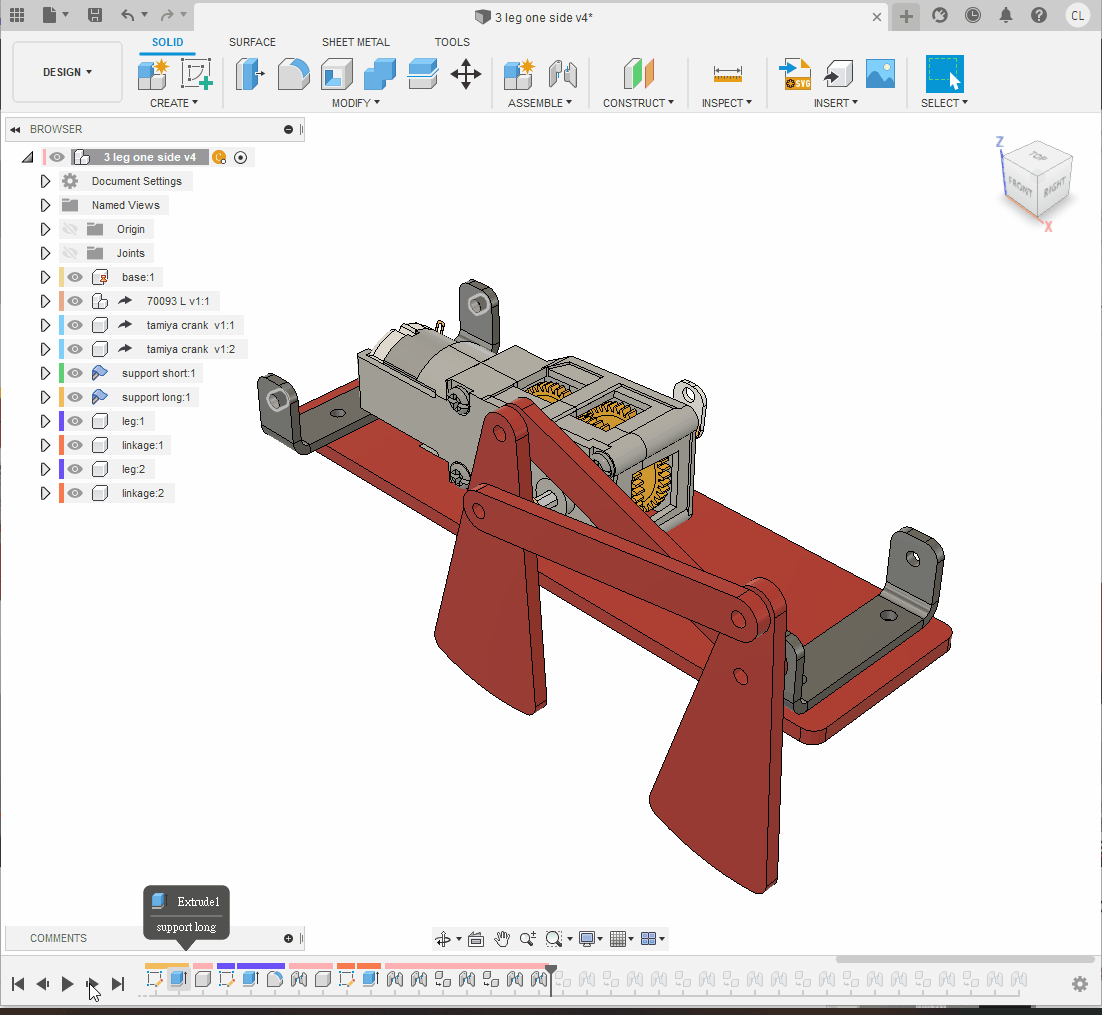 3 leg one side v4*
CL
SOLID SURFACE SHEET METAL TOOLS
DESIGN
SVG
CREATE MODIFY ASSEMBLE CONSTRUCT INSPECT INSERT SELECT
BROWSER
3 leg one side v4
Document Settings
Named Views
Origin
Joints
base:1
70093 L v1:1
tamiya crank v1:1
tamiya crank v1:2
support short:1
support long:1
leg:1
linkage:1
leg:2
linkage:2
Z
TOP
FRONT RIGHT
X
Extrude1
support long
COMMENTS